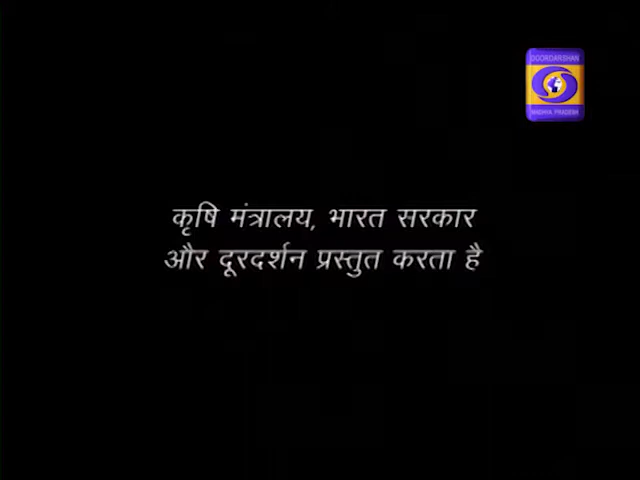 DOORDARSHAN
MADHYA PRADESH
कृषि मंत्रालय, भारत सरकार
और दूरदर्शन प्रस्तुत करता है